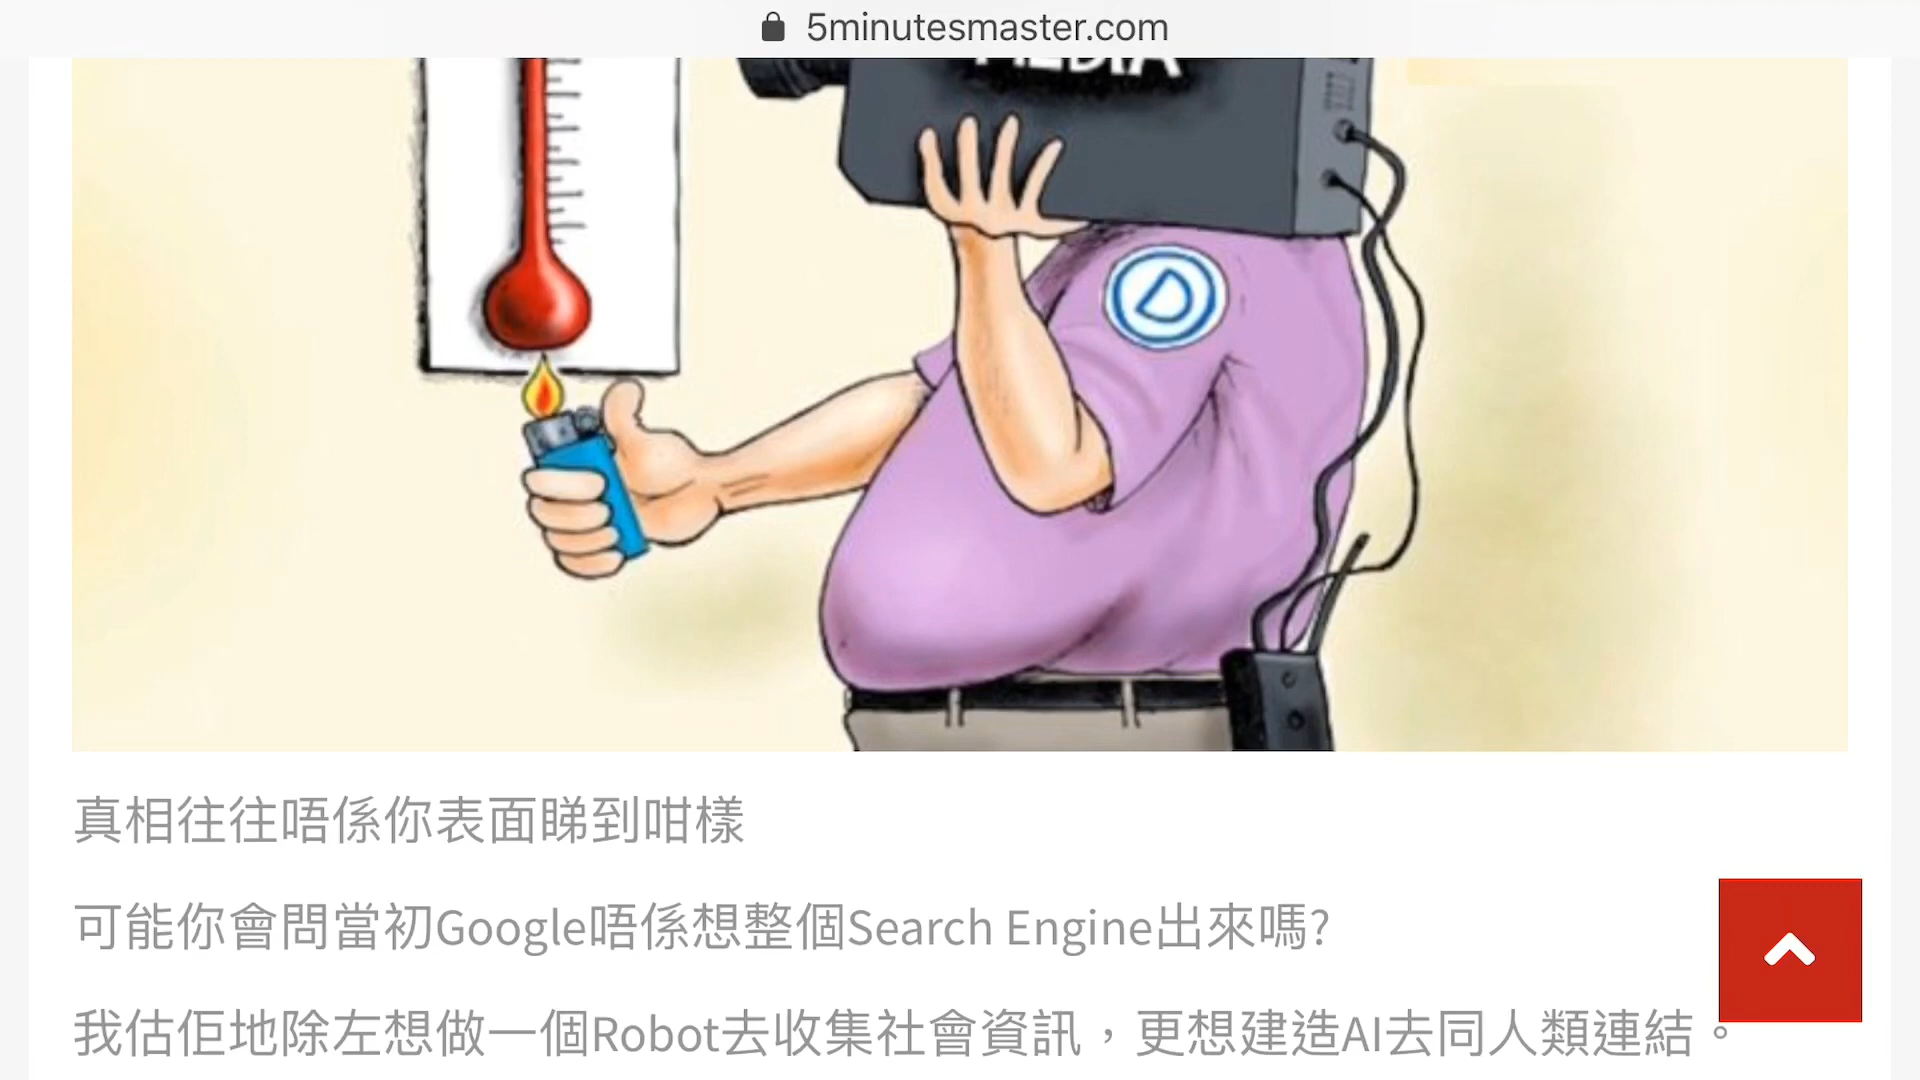 5minutesmaster.com
MEDIA
D
真相往往唔係你表面睇到咁樣
可能你會問當初Google唔係想整個Search Engine出來嗎?
我估佢地除左想做一個Robot去收集社會資訊，更想建造AI去同人類連結。